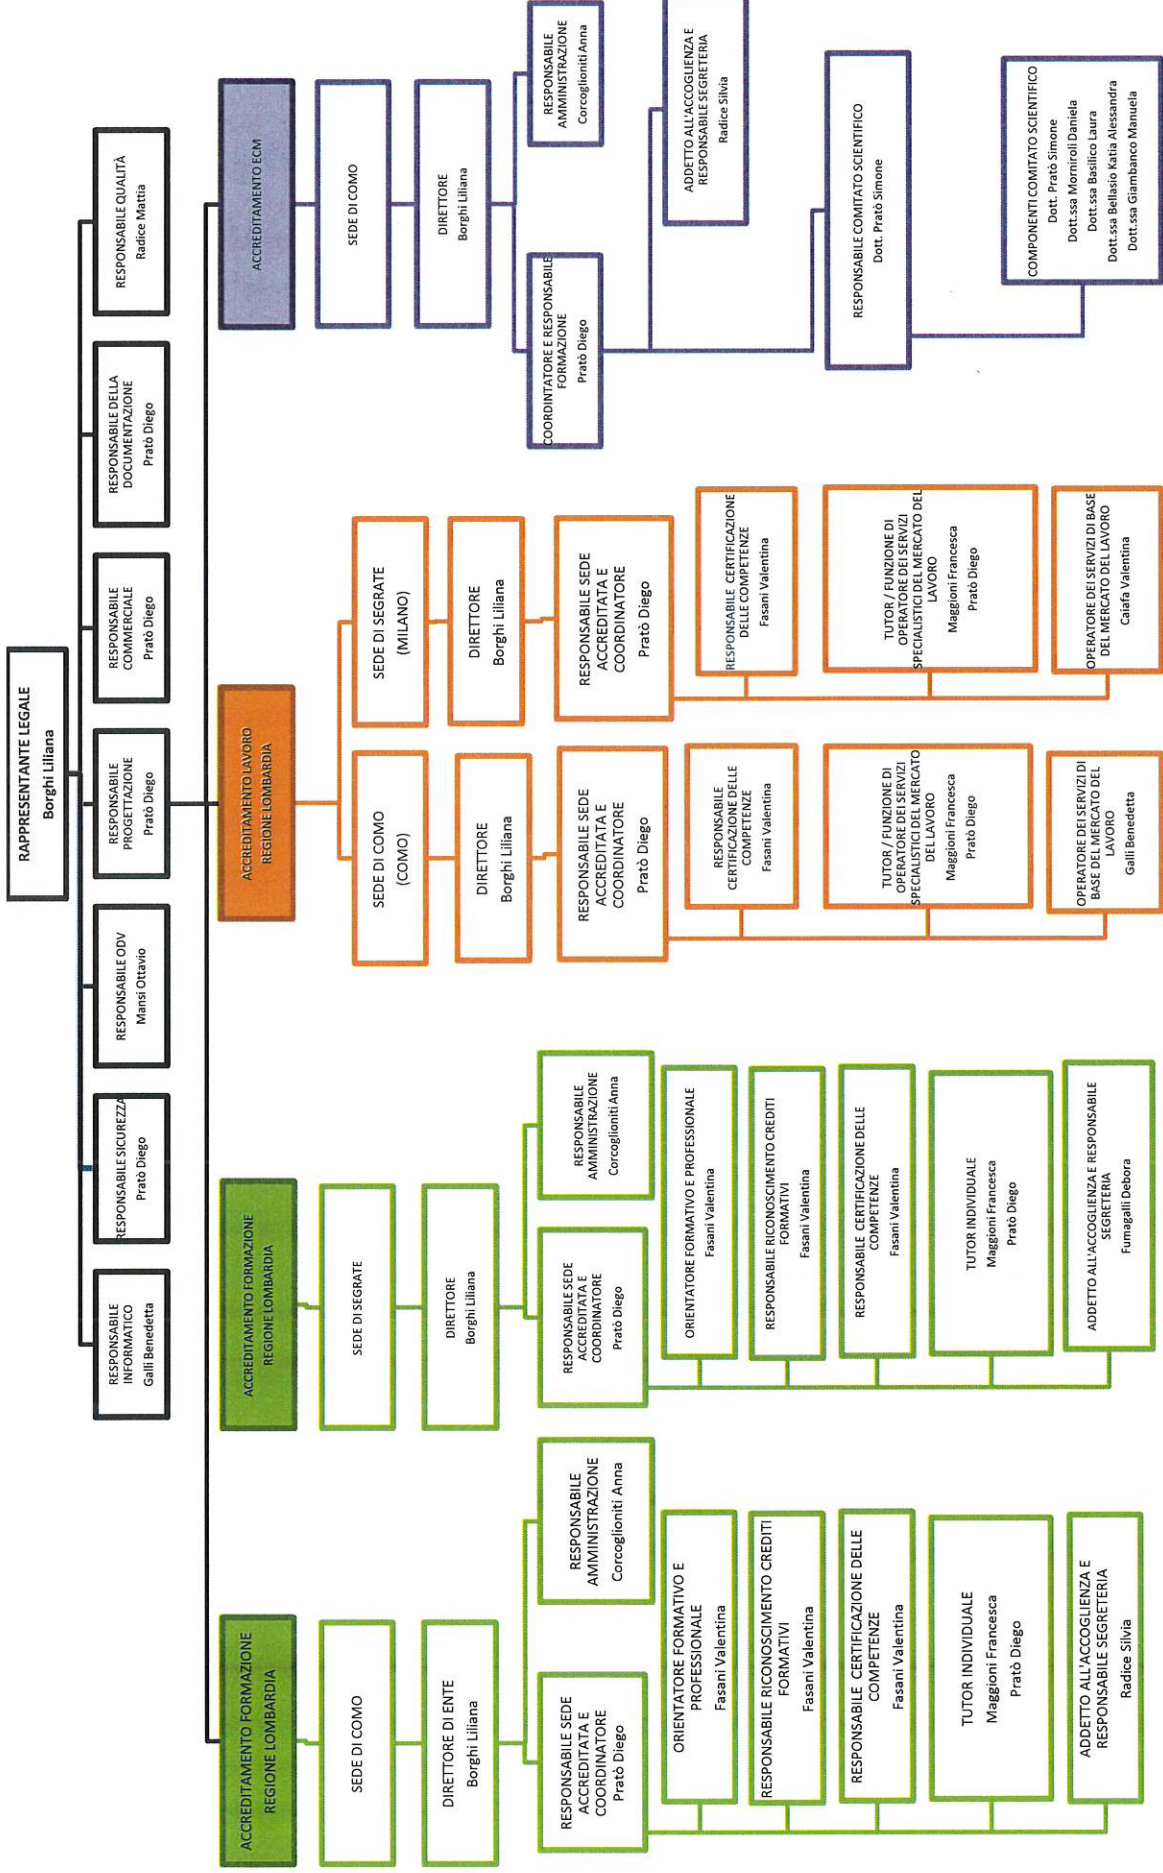 RAPPRESENTANTE LEGALE
Borghi Liliana
RESPONSABILE
INFORMATICO
Galli Benedetta
RESPONSABILE SICUREZZA
Pratò Diego
RESPONSABILE ODV
Mansi Ottavio
RESPONSABILE
PROGETTAZIONE
Pratò Diego
RESPONSABILE
COMMERCIALE
Pratò Diego
RESPONSABILE DELLA
DOCUMENTAZIONE
Pratò Diego
RESPONSABILE QUALITÀ
Radice Mattia
ACCREDITAMENTO FORMAZIONE
REGIONE LOMBARDIA
SEDE DI COMO
DIRETTORE DI ENTE
Borghi Liliana
RESPONSABILE SEDE
ACCREDITATA E
COORDINATORE
Pratò Diego
RESPONSABILE
AMMINISTRAZIONE
Corcoglioniti Anna
ORIENTATORE FORMATIVO E
PROFESSIONALE
Fasani Valentina
RESPONSABILE RICONOSCIMENTO CREDITI
FORMATIVI
Fasani Valentina
RESPONSABILE CERTIFICAZIONE DELLE
COMPETENZE
Fasani Valentina
TUTOR INDIVIDUALE
Maggioni Francesca
Pratò Diego
ADDETTO ALL'ACCOGLIENZA E
RESPONSABILE SEGRETERIA
Radice Silvia
ACCREDITAMENTO FORMAZIONE
REGIONE LOMBARDIA
SEDE DI SEGRATE
DIRETTORE
Borghi Liliana
RESPONSABILE SEDE
ACCREDITATA E
COORDINATORE
Pratò Diego
RESPONSABILE
AMMINISTRAZIONE
Corcoglioniti Anna
ORIENTATORE FORMATIVO E PROFESSIONALE
Fasani Valentina
RESPONSABILE RICONOSCIMENTO CREDITI
FORMATIVI
Fasani Valentina
RESPONSABILE CERTIFICAZIONE DELLE
COMPETENZE
Fasani Valentina
TUTOR INDIVIDUALE
Maggioni Francesca
Pratò Diego
ADDETTO ALL'ACCOGLIENZA E RESPONSABILE
SEGRETERIA
Fumagalli Debora
ACCREDITAMENTO LAVORO
REGIONE LOMBARDIA
SEDE DI COMO
(COMO)
DIRETTORE
Borghi Liliana
RESPONSABILE SEDE
ACCREDITATA E
COORDINATORE
Pratò Diego
RESPONSABILE
CERTIFICAZIONE DELLE
COMPETENZE
Fasani Valentina
TUTOR / FUNZIONE DI
OPERATORE DEI SERVIZI
SPECIALISTICI DEL MERCATO
DEL LAVORO
Maggioni Francesca
Pratò Diego
OPERATORE DEI SERVIZI DI
BASE DEL MERCATO DEL
LAVORO
Galli Benedetta
SEDE DI SEGRATE
(MILANO)
DIRETTORE
Borghi Liliana
RESPONSABILE SEDE
ACCREDITATA E
COORDINATORE
Pratò Diego
RESPONSABILE CERTIFICAZIONE
DELLE COMPETENZE
Fasani Valentina
TUTOR / FUNZIONE DI
OPERATORE DEI SERVIZI
SPECIALISTICI DEL MERCATO DEL
LAVORO
Maggioni Francesca
Pratò Diego
OPERATORE DEI SERVIZI DI BASE
DEL MERCATO DEL LAVORO
Caiafa Valentina
ACCREDITAMENTO ECM
SEDE DI COMO
DIRETTORE
Borghi Liliana
COORDINTATORE E RESPONSABILE
FORMAZIONE
Pratò Diego
RESPONSABILE
AMMINISTRAZIONE
Corcoglioniti Anna
ADDETTO ALL'ACCOGLIENZA E
RESPONSABILE SEGRETERIA
Radice Silvia
RESPONSABILE COMITATO SCIENTIFICO
Dott. Pratò Simone
COMPONENTI COMITATO SCIENTIFICO
Dott. Pratò Simone
Dott.ssa Morniroli Daniela
Dott.ssa Basilico Laura
Dott.ssa Bellasio Katia Alessandra
Dott.ssa Giambanco Manuela